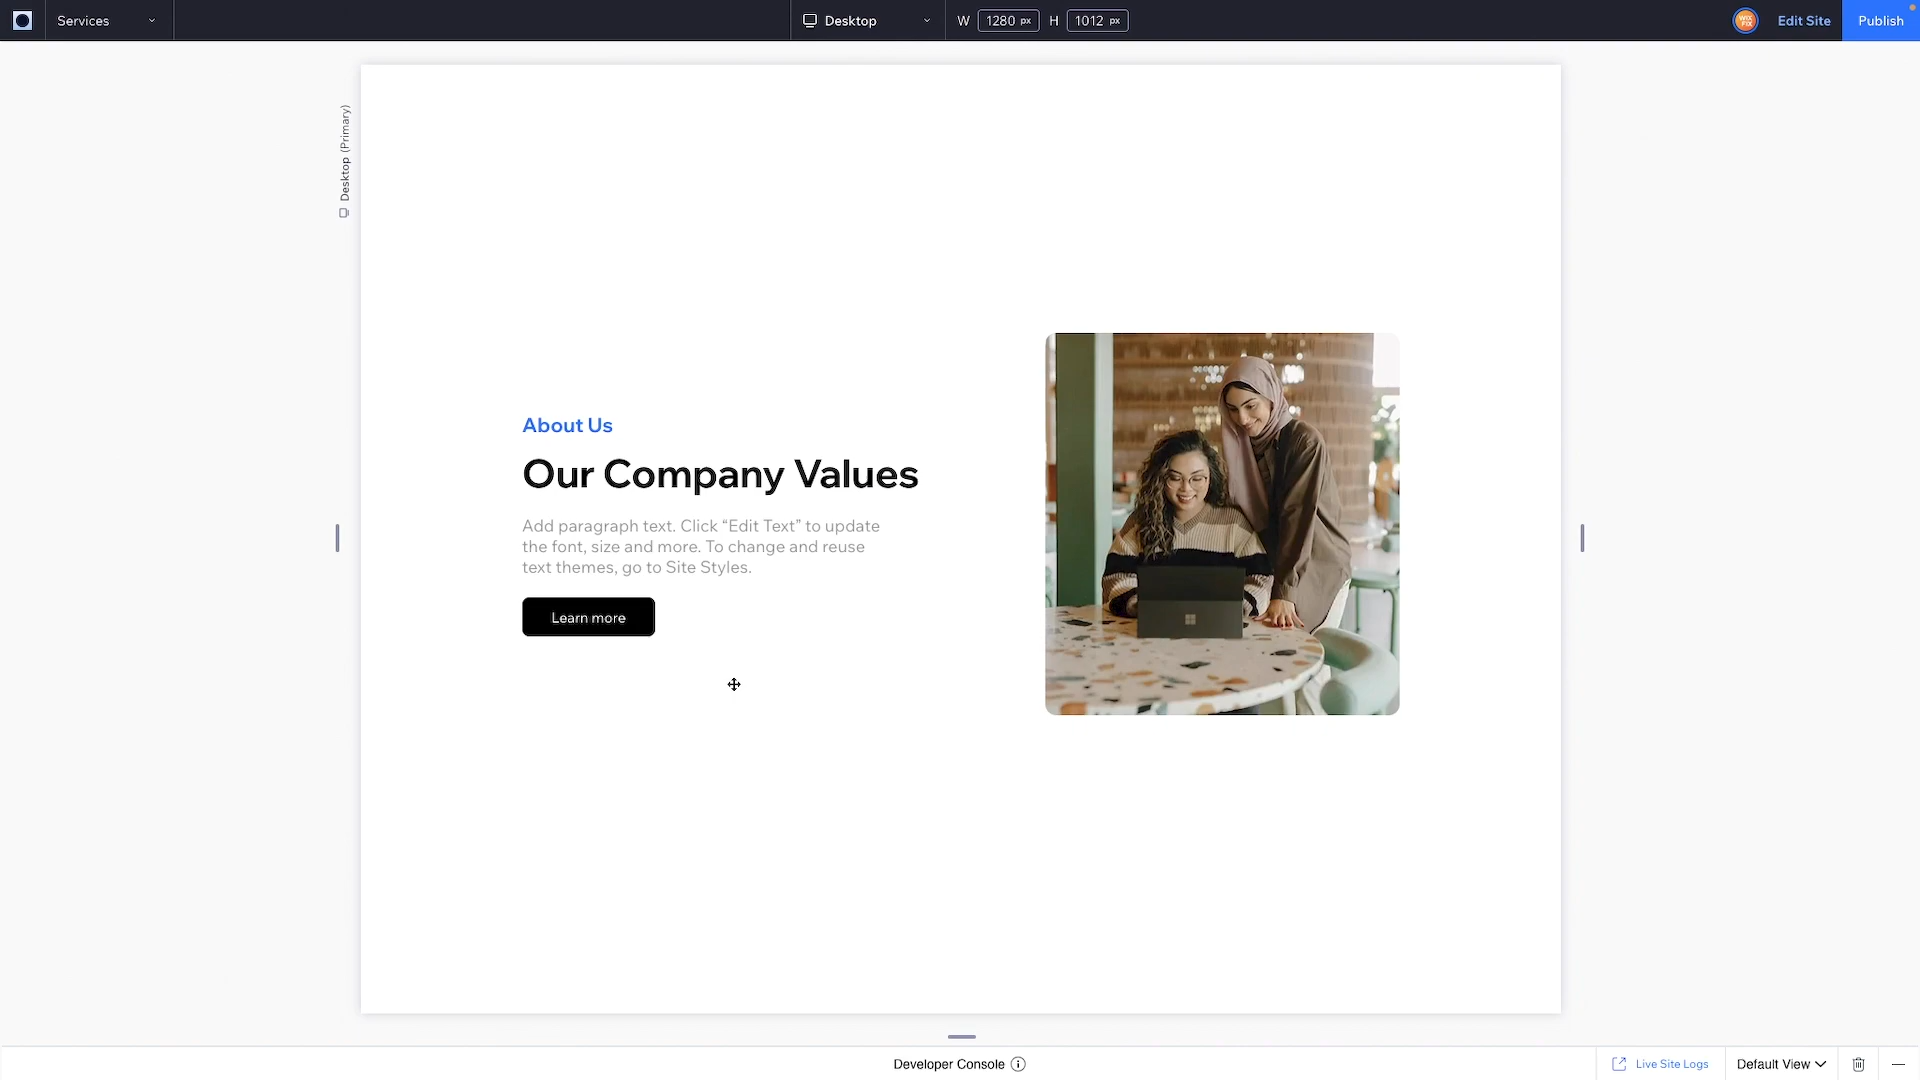 Services
Desktop
W 1280 px H 1012 px
Edit Site
Publish
Desktop (Primary)
About Us
Our Company Values
Add paragraph text. Click “Edit Text” to update
the font, size and more. To change and reuse
text themes, go to Site Styles.
Learn more
Developer Console
Live Site Logs
Default View